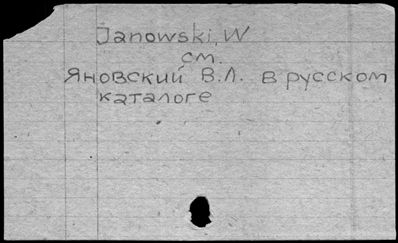 Janowski, W
см.
Яновский В.Л. в русском
каталоге